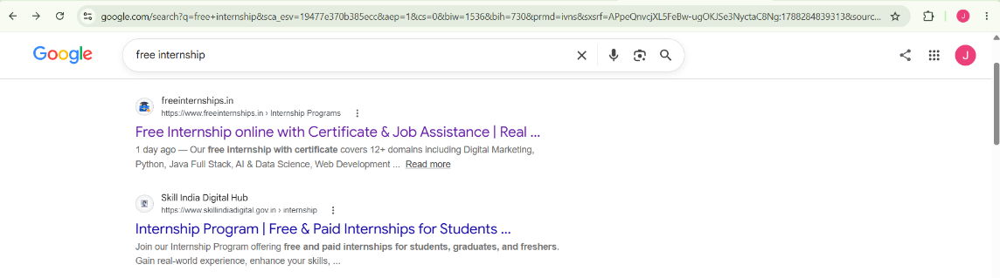 google.com/search?q=free+internship&sca_esv=19477e370b385ecc&aep=1&cs=0&biw=1536&bih=730&prmd=ivns&sxsrf=APpeQnvcjXL5FeBw-ugOKJSe3NyctaC8Ng:1788284839313&sourc...
J
Google
free internship
J
freeinternships.in
https://www.freeinternships.in › Internship Programs
Free Internship online with Certificate & Job Assistance | Real ...
1 day ago — Our free internship with certificate covers 12+ domains including Digital Marketing,
Python, Java Full Stack, AI & Data Science, Web Development ... Read more
Skill India Digital Hub
https://www.skillindiadigital.gov.in › internship
Internship Program | Free & Paid Internships for Students ...
Join our Internship Program offering free and paid internships for students, graduates, and freshers.
Gain real-world experience, enhance your skills, ...